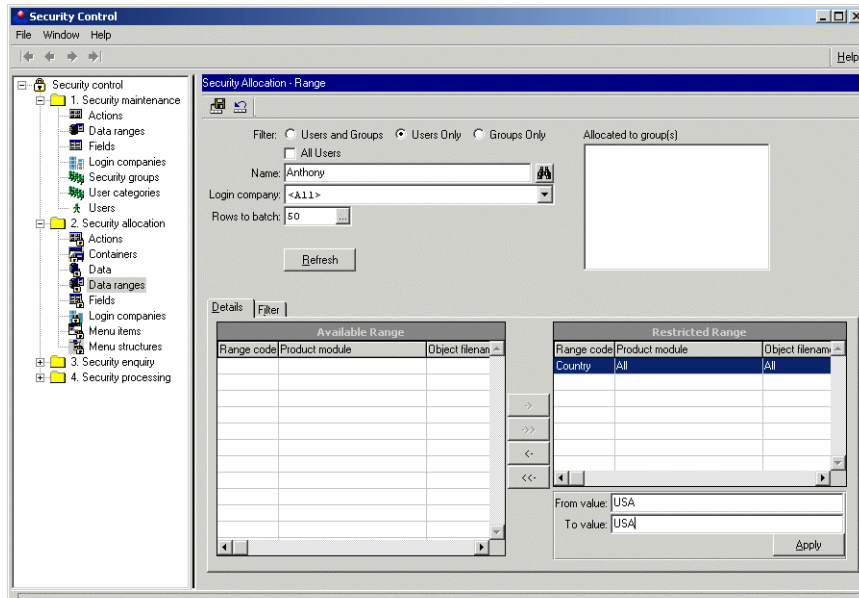 Security Control
File Window Help
Help
Security control
1. Security maintenance
Actions
Data ranges
Fields
Login companies
Security groups
User categories
Users
2. Security allocation
Actions
Containers
Data
Data ranges
Fields
Login companies
Menu items
Menu structures
3. Security enquiry
4. Security processing
Security Allocation - Range
Filter: Users and Groups Users Only Groups Only
All Users
Name: Anthony
Login company: <All>
Rows to batch: 50 ...
Refresh
Allocated to group(s)
Details Filter
Available Range
Range code Product module Object filenam
->
->>
<-
<<-
Restricted Range
Range code Product module Object filenam
Country All All
From value: USA
To value: USA
Apply